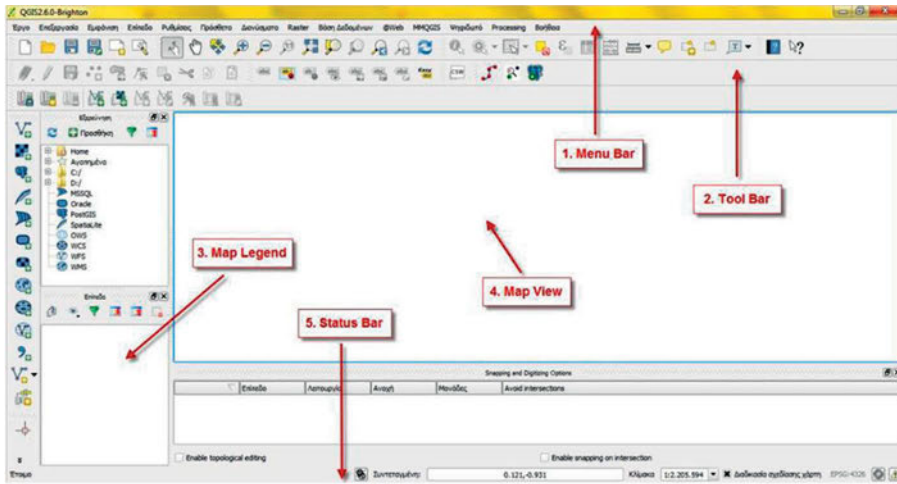 QGIS2.6.0-Brighton
Έργο Επεξεργασία Εμφάνιση Επίπεδο Ρυθμίσεις Πρόσθετα Διανύσματα Raster Βάση Δεδομένων @Web MMQGIS Ψηφιδωτό Processing Βοήθεια
Εξερεύνηση
Προσθήκη
Home
Αγαπημένα
C:/
D:/
MSSQL
Oracle
PostGIS
SpatiaLite
OWS
WCS
WFS
WMS
1. Menu Bar
2. Tool Bar
3. Map Legend
4. Map View
5. Status Bar
Επίπεδα
Snapping and Digitizing Options
Επίπεδο Λειτουργία Ανοχή Μονάδες Avoid intersections
Enable topological editing Enable snapping on intersection
Έτοιμο Συντεταγμένη: 0.121,-0.931 Κλίμακα 1:2.205.594 Διαδικασία σχεδίασης χάρτη EPSG:4326